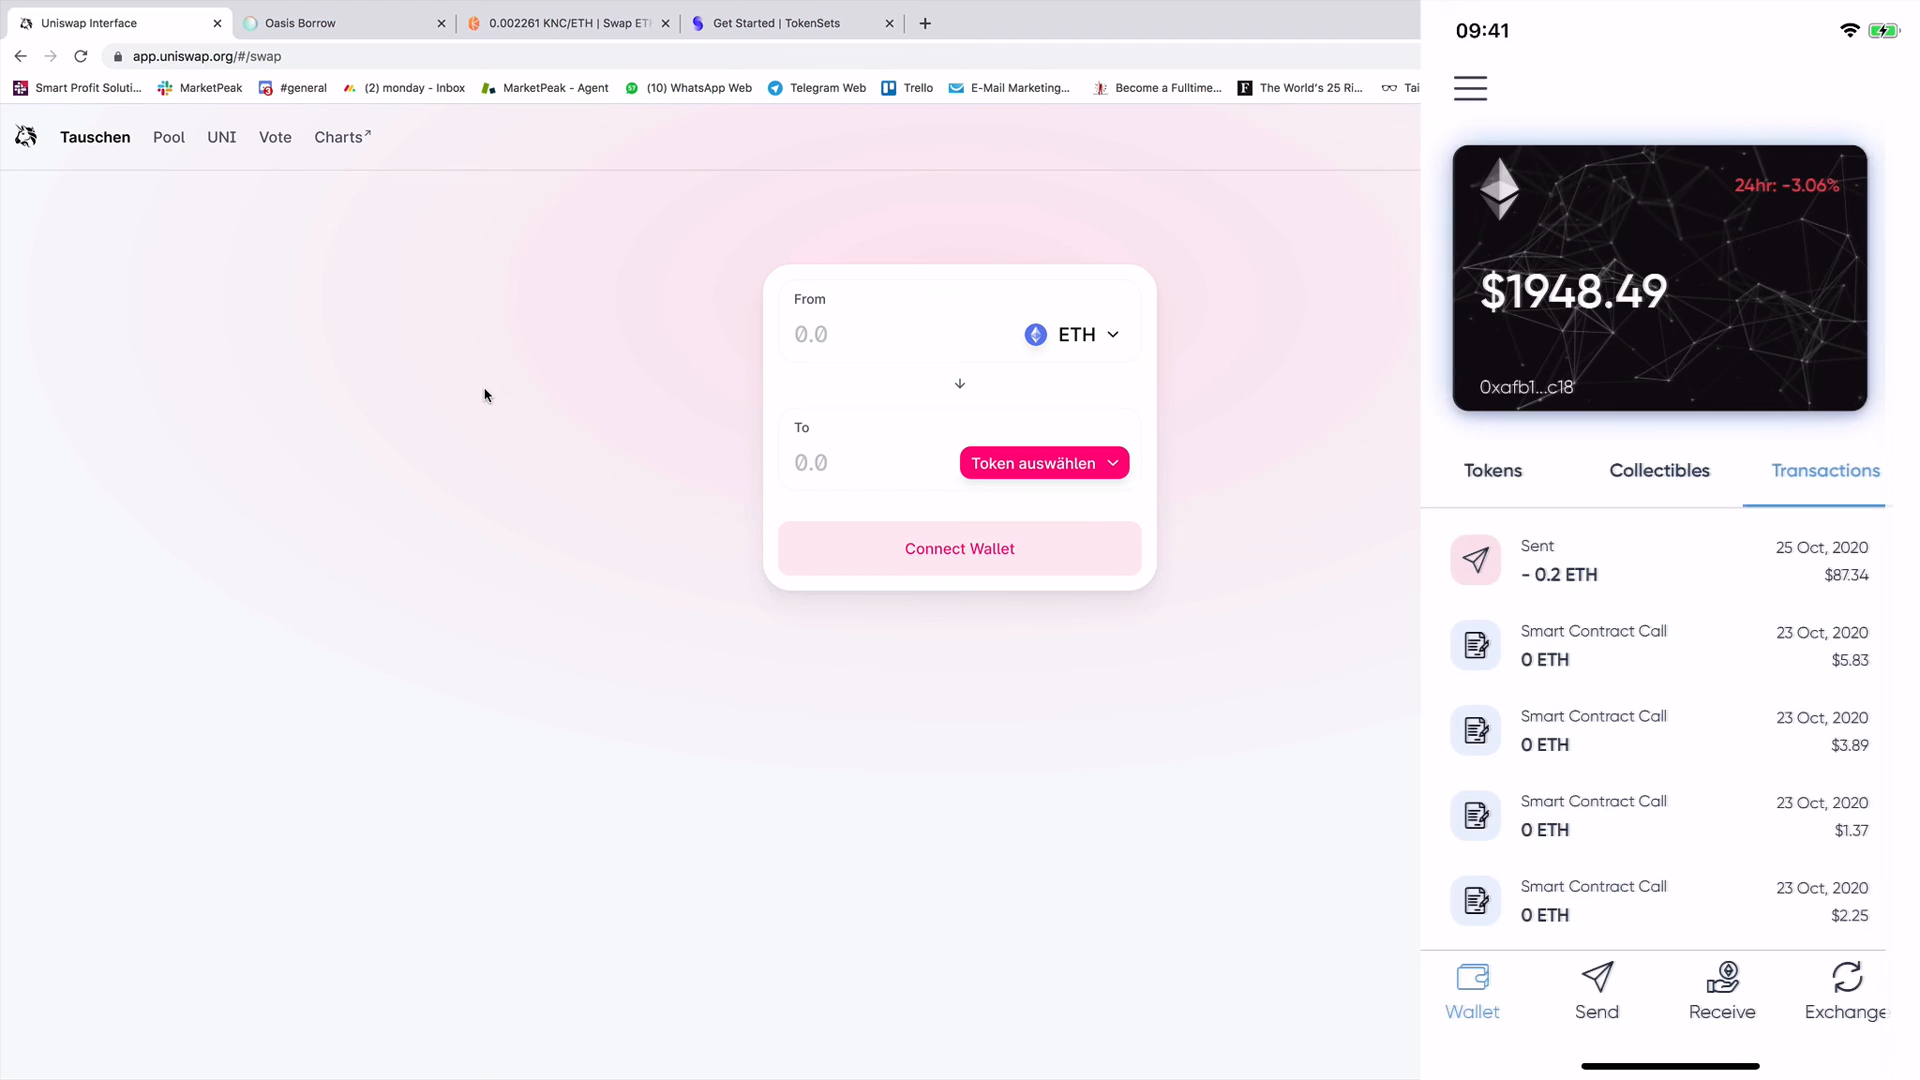 Uniswap Interface
Oasis Borrow
0.002261 KNC/ETH | Swap ET
Get Started | TokenSets
app.uniswap.org/#/swap
Smart Profit Soluti...
MarketPeak
#general
(2) monday - Inbox
MarketPeak - Agent
(10) WhatsApp Web
Telegram Web
Trello
E-Mail Marketing...
Become a Fulltime...
The World's 25 Ri...
Tai
Tauschen
Pool
UNI
Vote
Charts↗
From
0.0
ETH
To
0.0
Token auswählen
Connect Wallet
09:41
24hr: -3.06%
$1948.49
0xafb1...c18
Tokens
Collectibles
Transactions
Sent
25 Oct, 2020
- 0.2 ETH
$87.34
Smart Contract Call
23 Oct, 2020
0 ETH
$5.83
Smart Contract Call
23 Oct, 2020
0 ETH
$3.89
Smart Contract Call
23 Oct, 2020
0 ETH
$1.37
Smart Contract Call
23 Oct, 2020
0 ETH
$2.25
Wallet
Send
Receive
Exchange